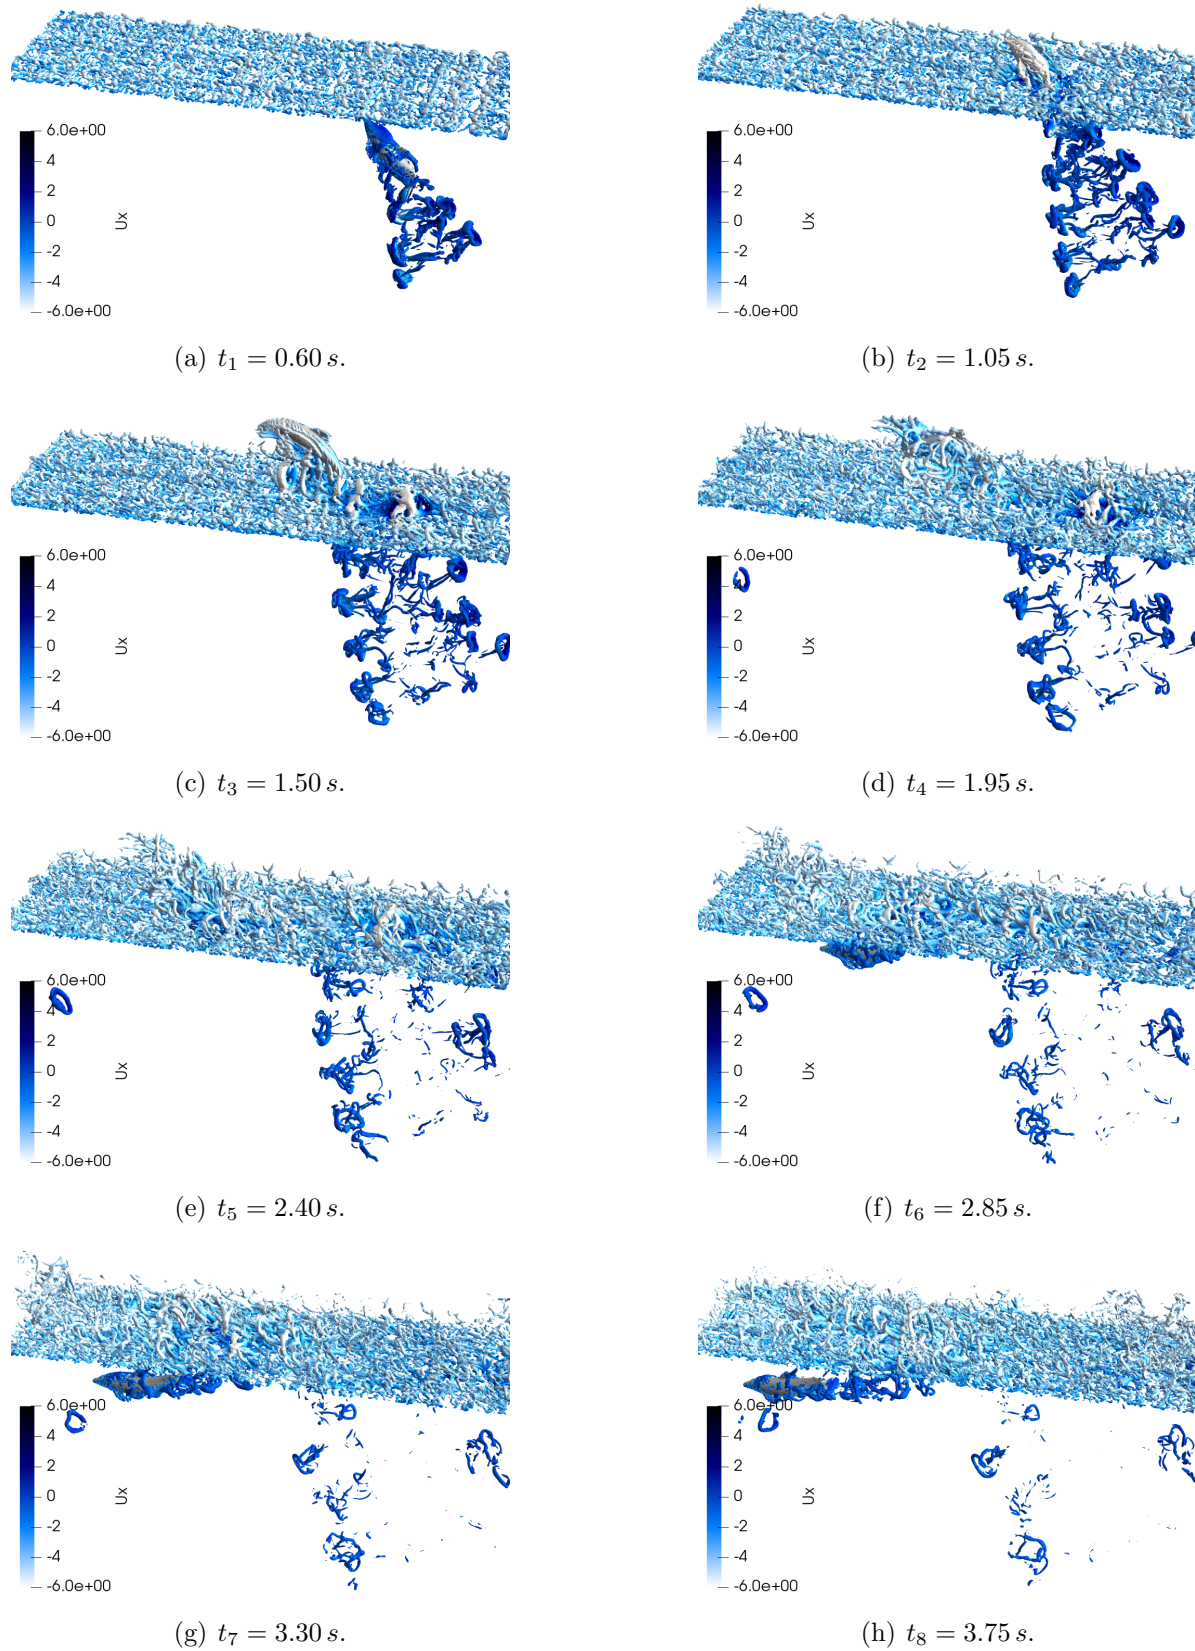 6.0e+00
4
2
0
-2
-4
-6.0e+00
Ux
(a) t₁ = 0.60 s.
6.0e+00
4
2
0
-2
-4
-6.0e+00
Ux
(b) t₂ = 1.05 s.
6.0e+00
4
2
0
-2
-4
-6.0e+00
Ux
(c) t₃ = 1.50 s.
6.0e+00
4
2
0
-2
-4
-6.0e+00
Ux
(d) t₄ = 1.95 s.
6.0e+00
4
2
0
-2
-4
-6.0e+00
Ux
(e) t₅ = 2.40 s.
6.0e+00
4
2
0
-2
-4
-6.0e+00
Ux
(f) t₆ = 2.85 s.
6.0e+00
4
2
0
-2
-4
-6.0e+00
Ux
(g) t₇ = 3.30 s.
6.0e+00
4
2
0
-2
-4
-6.0e+00
Ux
(h) t₈ = 3.75 s.